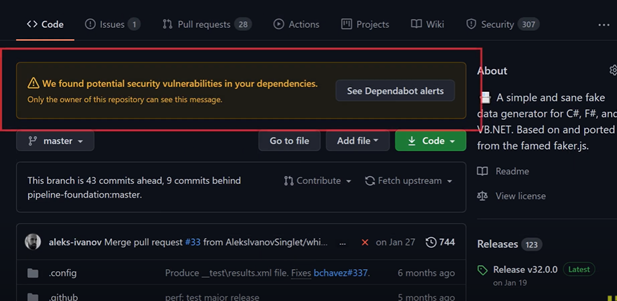 Code
Issues 1
Pull requests 28
Actions
Projects
Wiki
Security 307
We found potential security vulnerabilities in your dependencies.
Only the owner of this repository can see this message.
See Dependabot alerts
About
A simple and sane fake
data generator for C#, F#, and
VB.NET. Based on and ported
from the famed faker.js.
master
Go to file
Add file
Code
Readme
View license
This branch is 43 commits ahead, 9 commits behind
pipeline-foundation:master.
Contribute
Fetch upstream
aleks-ivanov Merge pull request #33 from AleksIvanovSinglet/whi... ... on Jan 27 744
Releases 123
Release v32.0.0 Latest
on Jan 19
.config Produce __test\results.xml file. Fixes bchavez#337. 6 months ago
.github perf: test major release 5 months ago